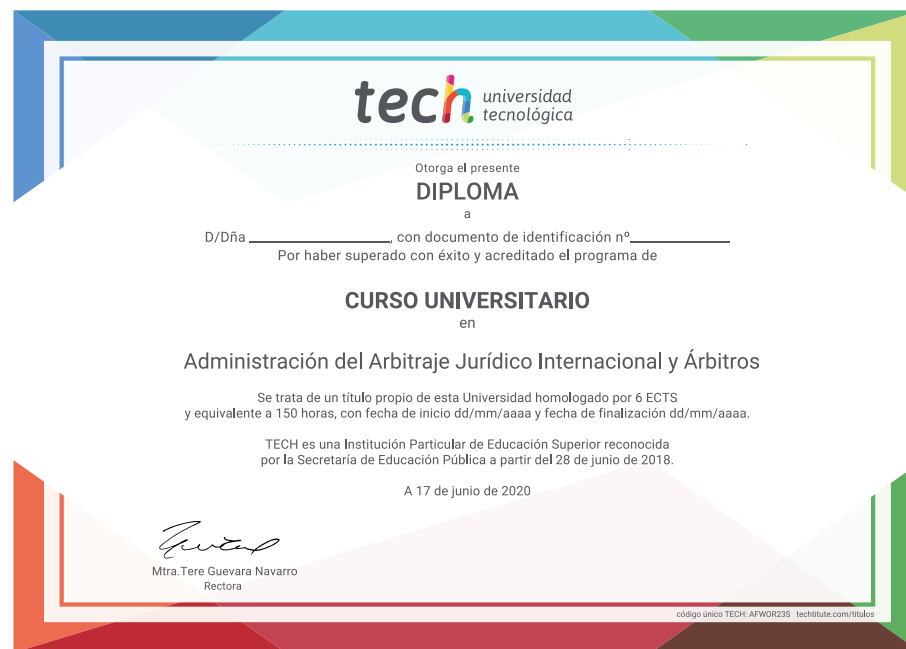 tech universidad
tecnológica
Otorga el presente
DIPLOMA
a
D/Dña ____________, con documento de identificación nº____________
Por haber superado con éxito y acreditado el programa de
CURSO UNIVERSITARIO
en
Administración del Arbitraje Jurídico Internacional y Árbitros
Se trata de un título propio de esta Universidad homologado por 6 ECTS
y equivalente a 150 horas, con fecha de inicio dd/mm/aaaa y fecha de finalización dd/mm/aaaa.
TECH es una Institución Particular de Educación Superior reconocida
por la Secretaría de Educación Pública a partir del 28 de junio de 2018.
A 17 de junio de 2020
Mtra.Tere Guevara Navarro
Rectora
código único TECH: AFWOR23S techtitute.com/títulos